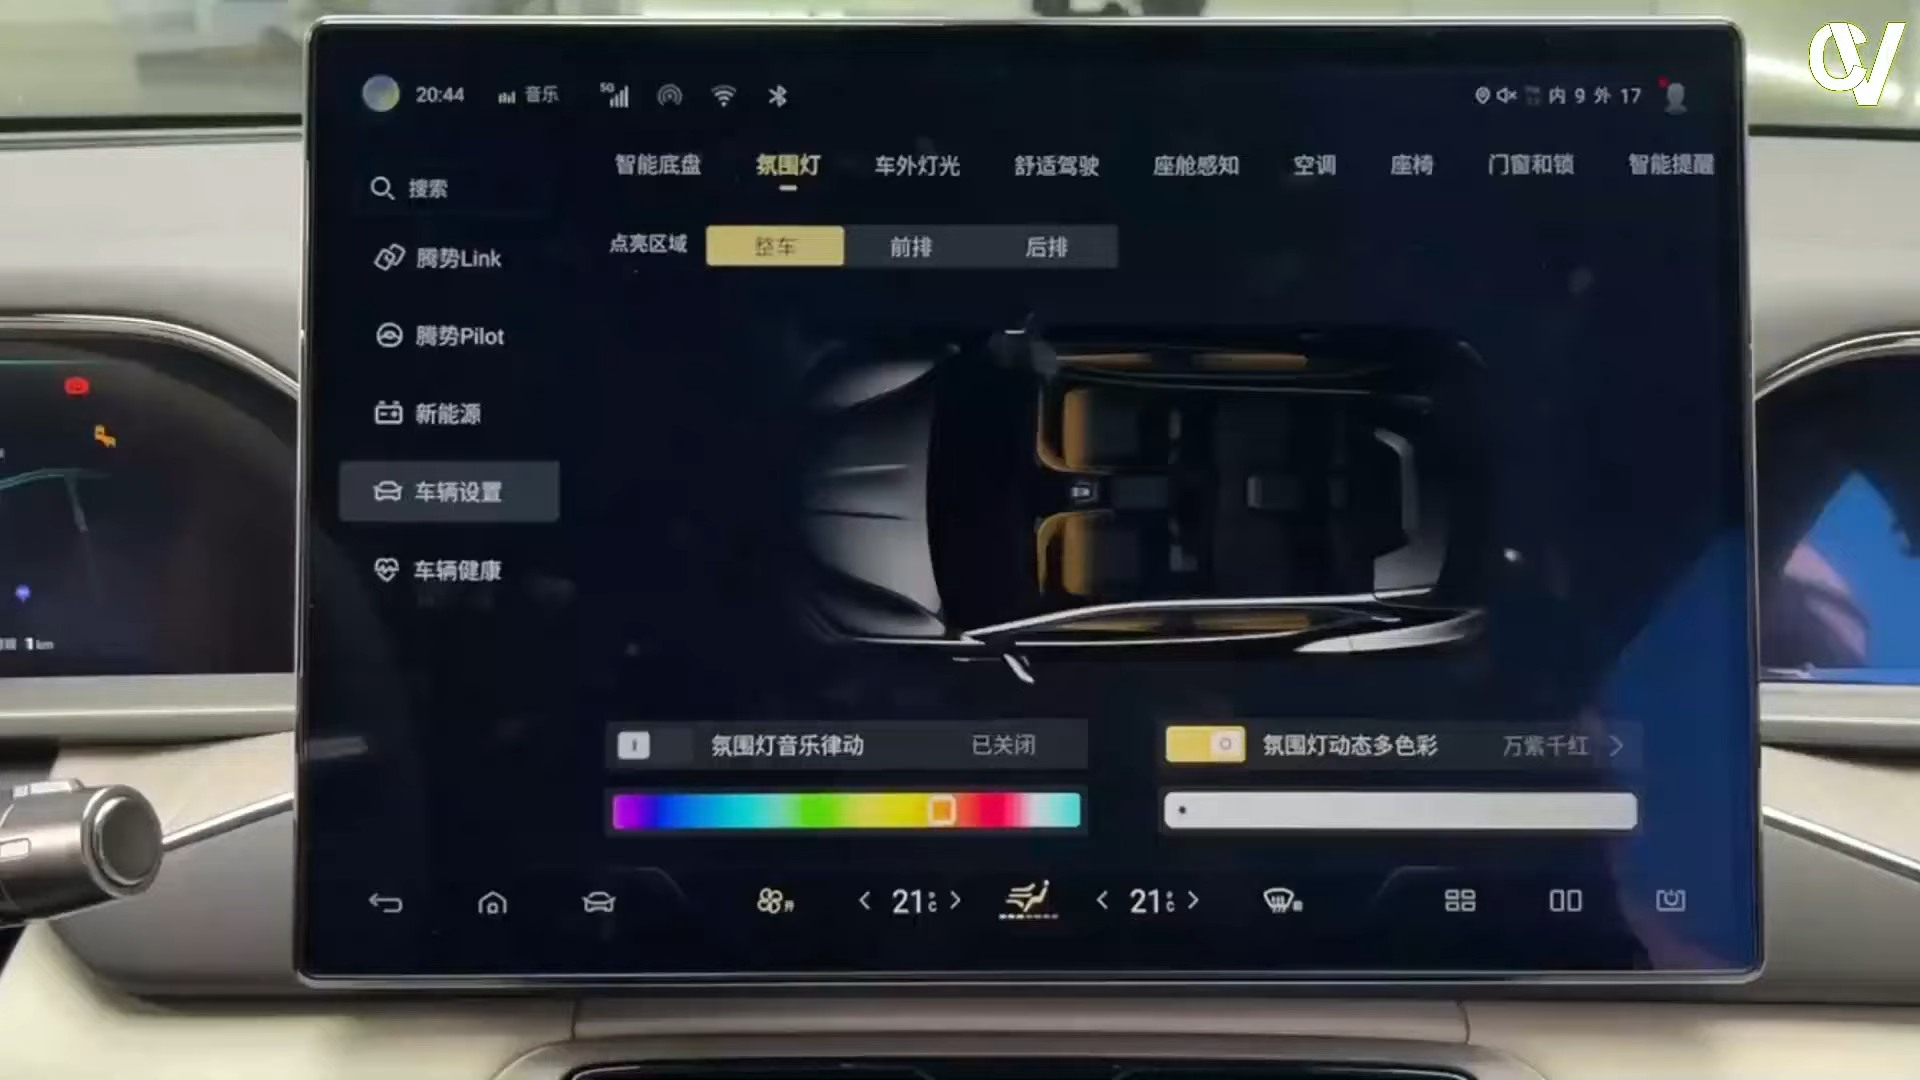 CV
20:44 音乐 5G 内 9 外 17
搜索
智能底盘 氛围灯 车外灯光 舒适驾驶 座舱感知 空调 座椅 门窗和锁 智能提醒
点亮区域 整车 前排 后排
腾势Link
腾势Pilot
新能源
车辆设置
车辆健康
1 km
氛围灯音乐律动 已关闭
氛围灯动态多色彩 万紫千红
开 21°C 21°C